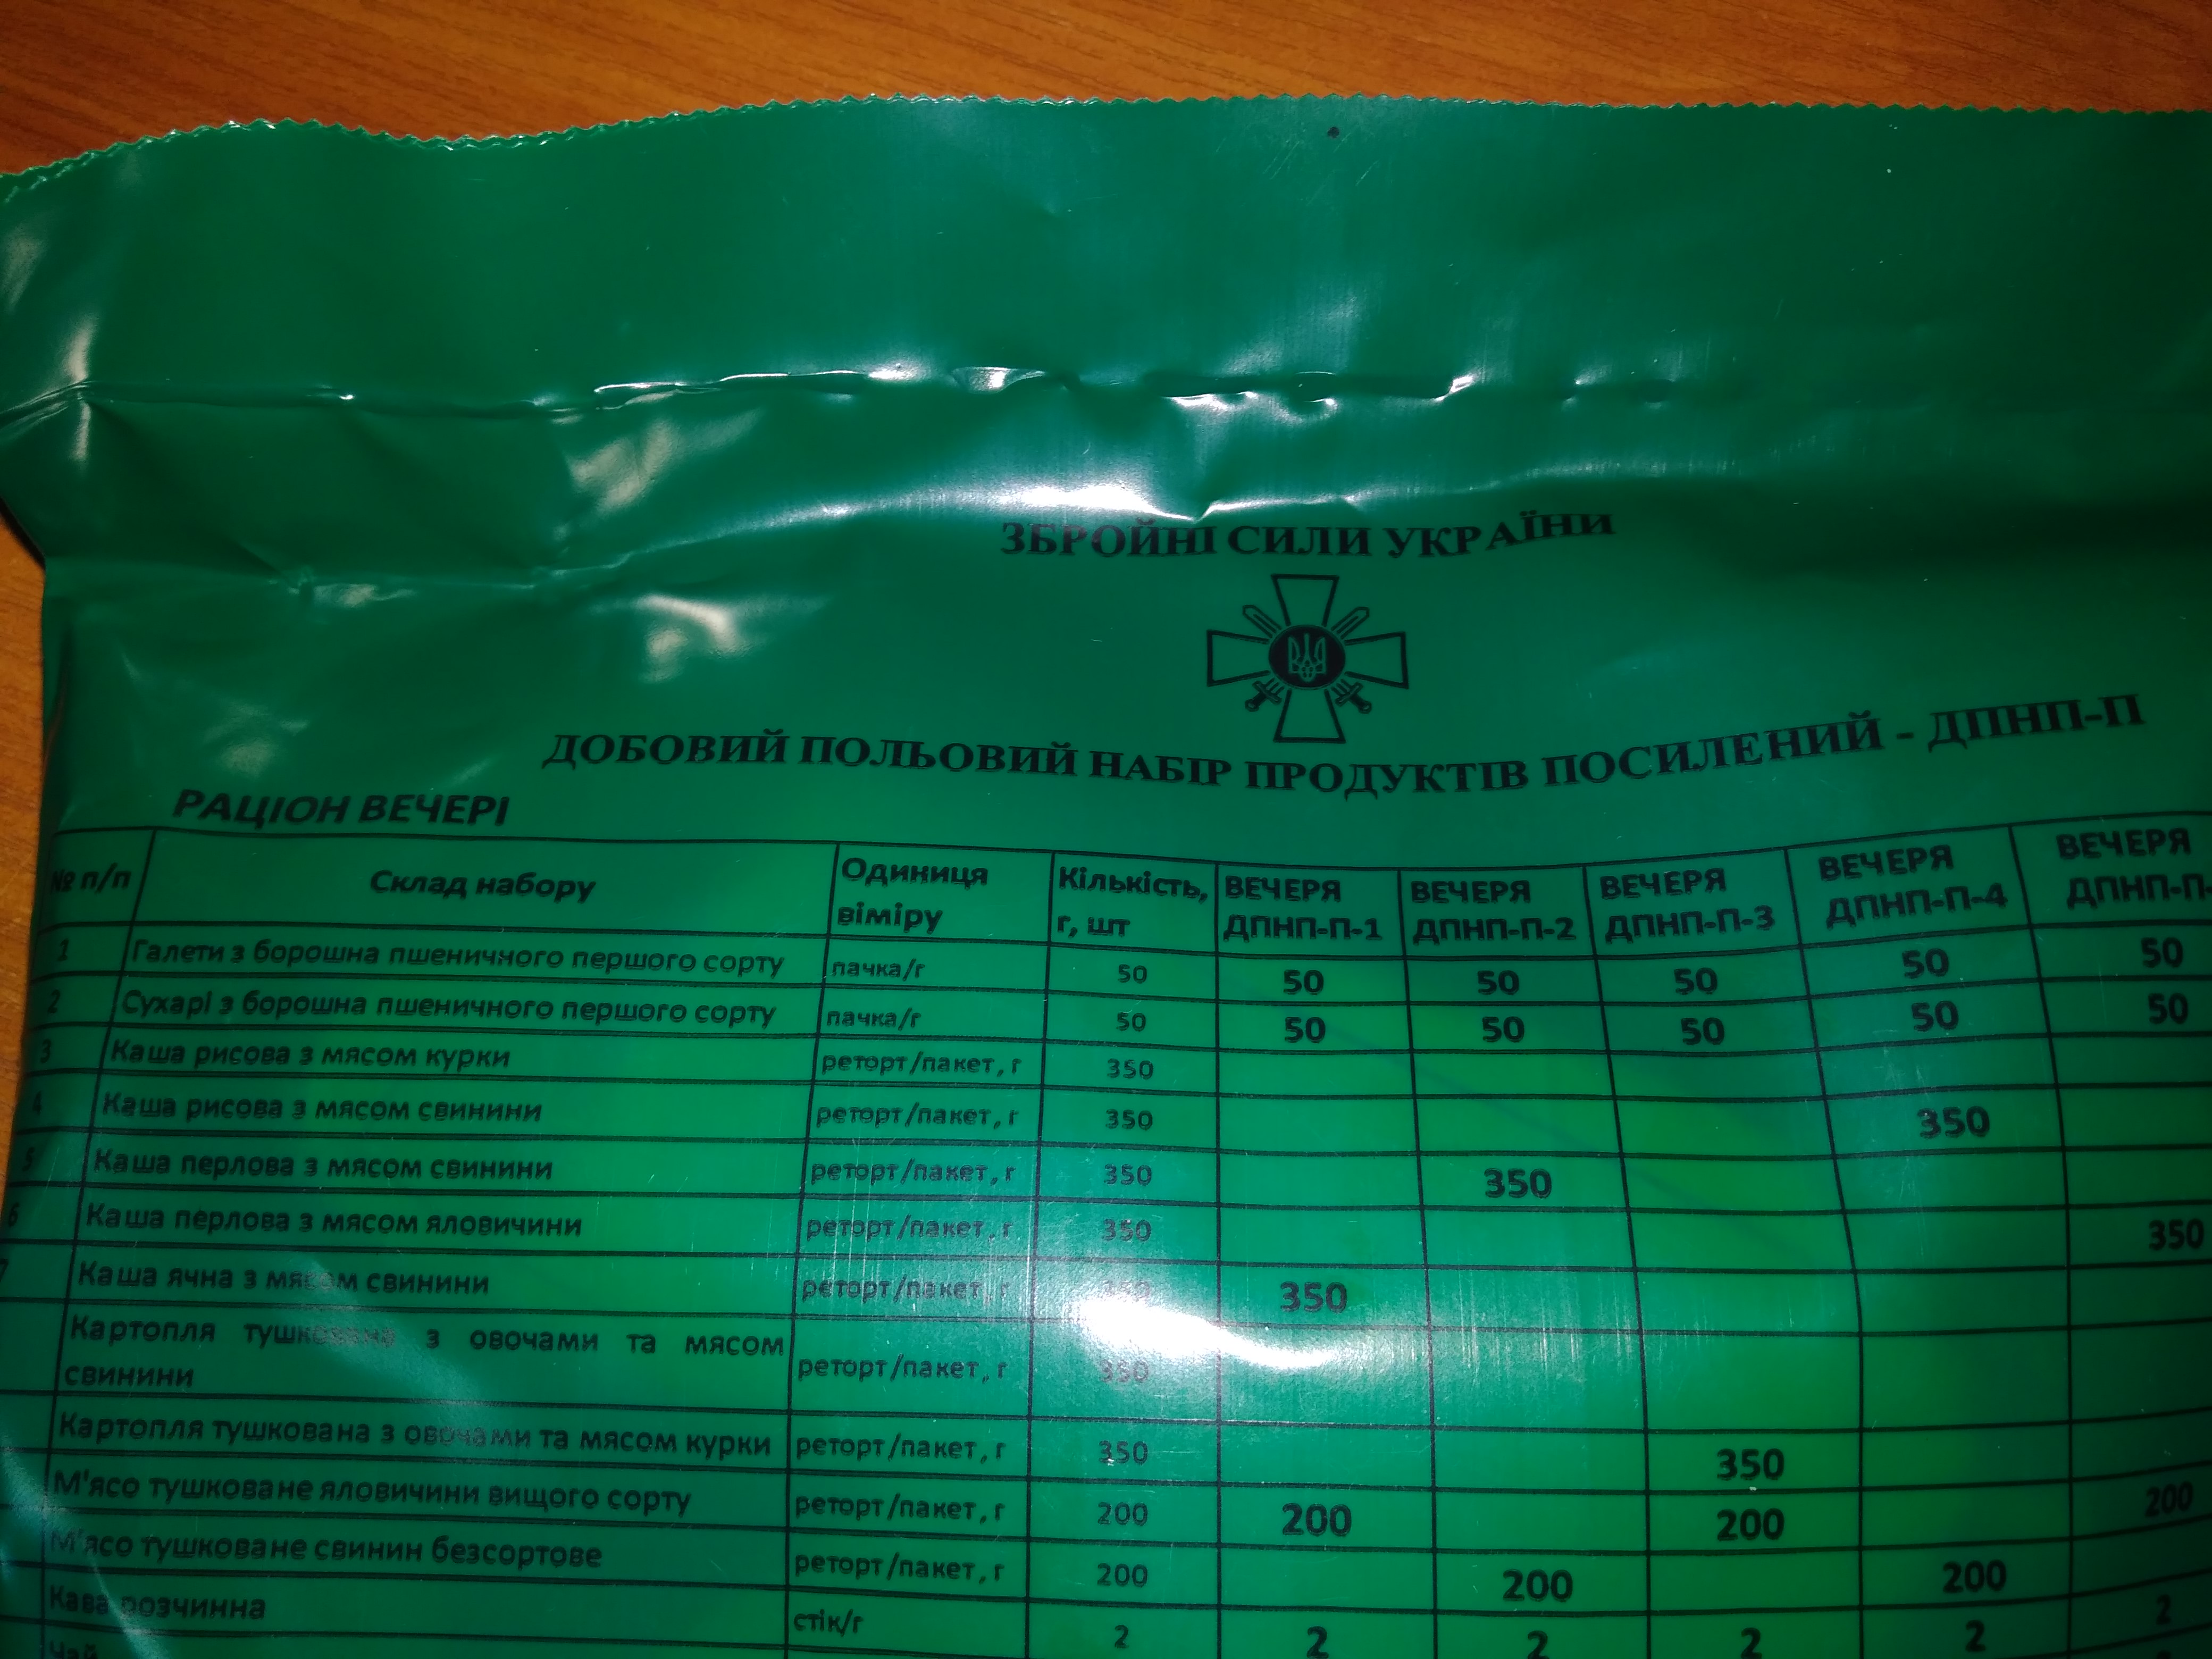 ЗБРОЙНІ СИЛИ УКРАЇНИ
ДОБОВИЙ ПОЛЬОВИЙ НАБІР ПРОДУКТІВ ПОСИЛЕНИЙ - ДПНП-П
РАЦІОН ВЕЧЕРІ
№ п/п Склад набору Одиниця віміру Кількість, г, шт ВЕЧЕРЯ ДПНП-П-1 ВЕЧЕРЯ ДПНП-П-2 ВЕЧЕРЯ ДПНП-П-3 ВЕЧЕРЯ ДПНП-П-4 ВЕЧЕРЯ ДПНП-П-
1 Галети з борошна пшеничного першого сорту пачка/г 50 50 50 50 50 50
2 Сухарі з борошна пшеничного першого сорту пачка/г 50 50 50 50 50 50
3 Каша рисова з мясом курки реторт/пакет, г 350
4 Каша рисова з мясом свинини реторт/пакет, г 350 350
5 Каша перлова з мясом свинини реторт/пакет, г 350 350
6 Каша перлова з мясом яловичини реторт/пакет, г 350 350
7 Каша ячна з мясом свинини реторт/пакет, г 350 350
Картопля тушкована з овочами та мясом
свинини реторт/пакет, г 350
Картопля тушкована з овочами та мясом курки реторт/пакет, г 350 350
М'ясо тушковане яловичини вищого сорту реторт/пакет, г 200 200 200 200
М'ясо тушковане свинин безсортове реторт/пакет, г 200 200 200
Кава розчинна стік/г 2 2 2 2 2 2
Чай